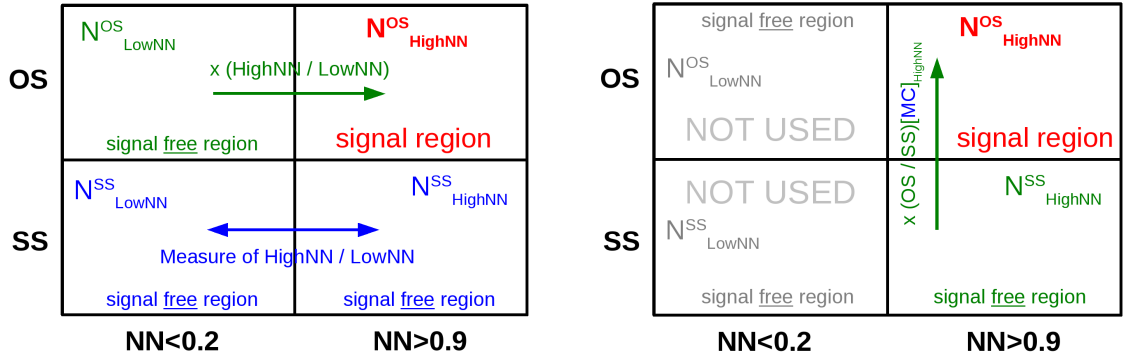 OS
N^OS_LowNN
N^OS_HighNN
x (HighNN / LowNN)
signal free region
signal region
SS
N^SS_LowNN
N^SS_HighNN
Measure of HighNN / LowNN
signal free region
signal free region
NN<0.2
NN>0.9
OS
signal free region
N^OS_LowNN
NOT USED
N^OS_HighNN
x (OS / SS)[MC]_HighNN
signal region
SS
NOT USED
N^SS_LowNN
signal free region
N^SS_HighNN
signal free region
NN<0.2
NN>0.9